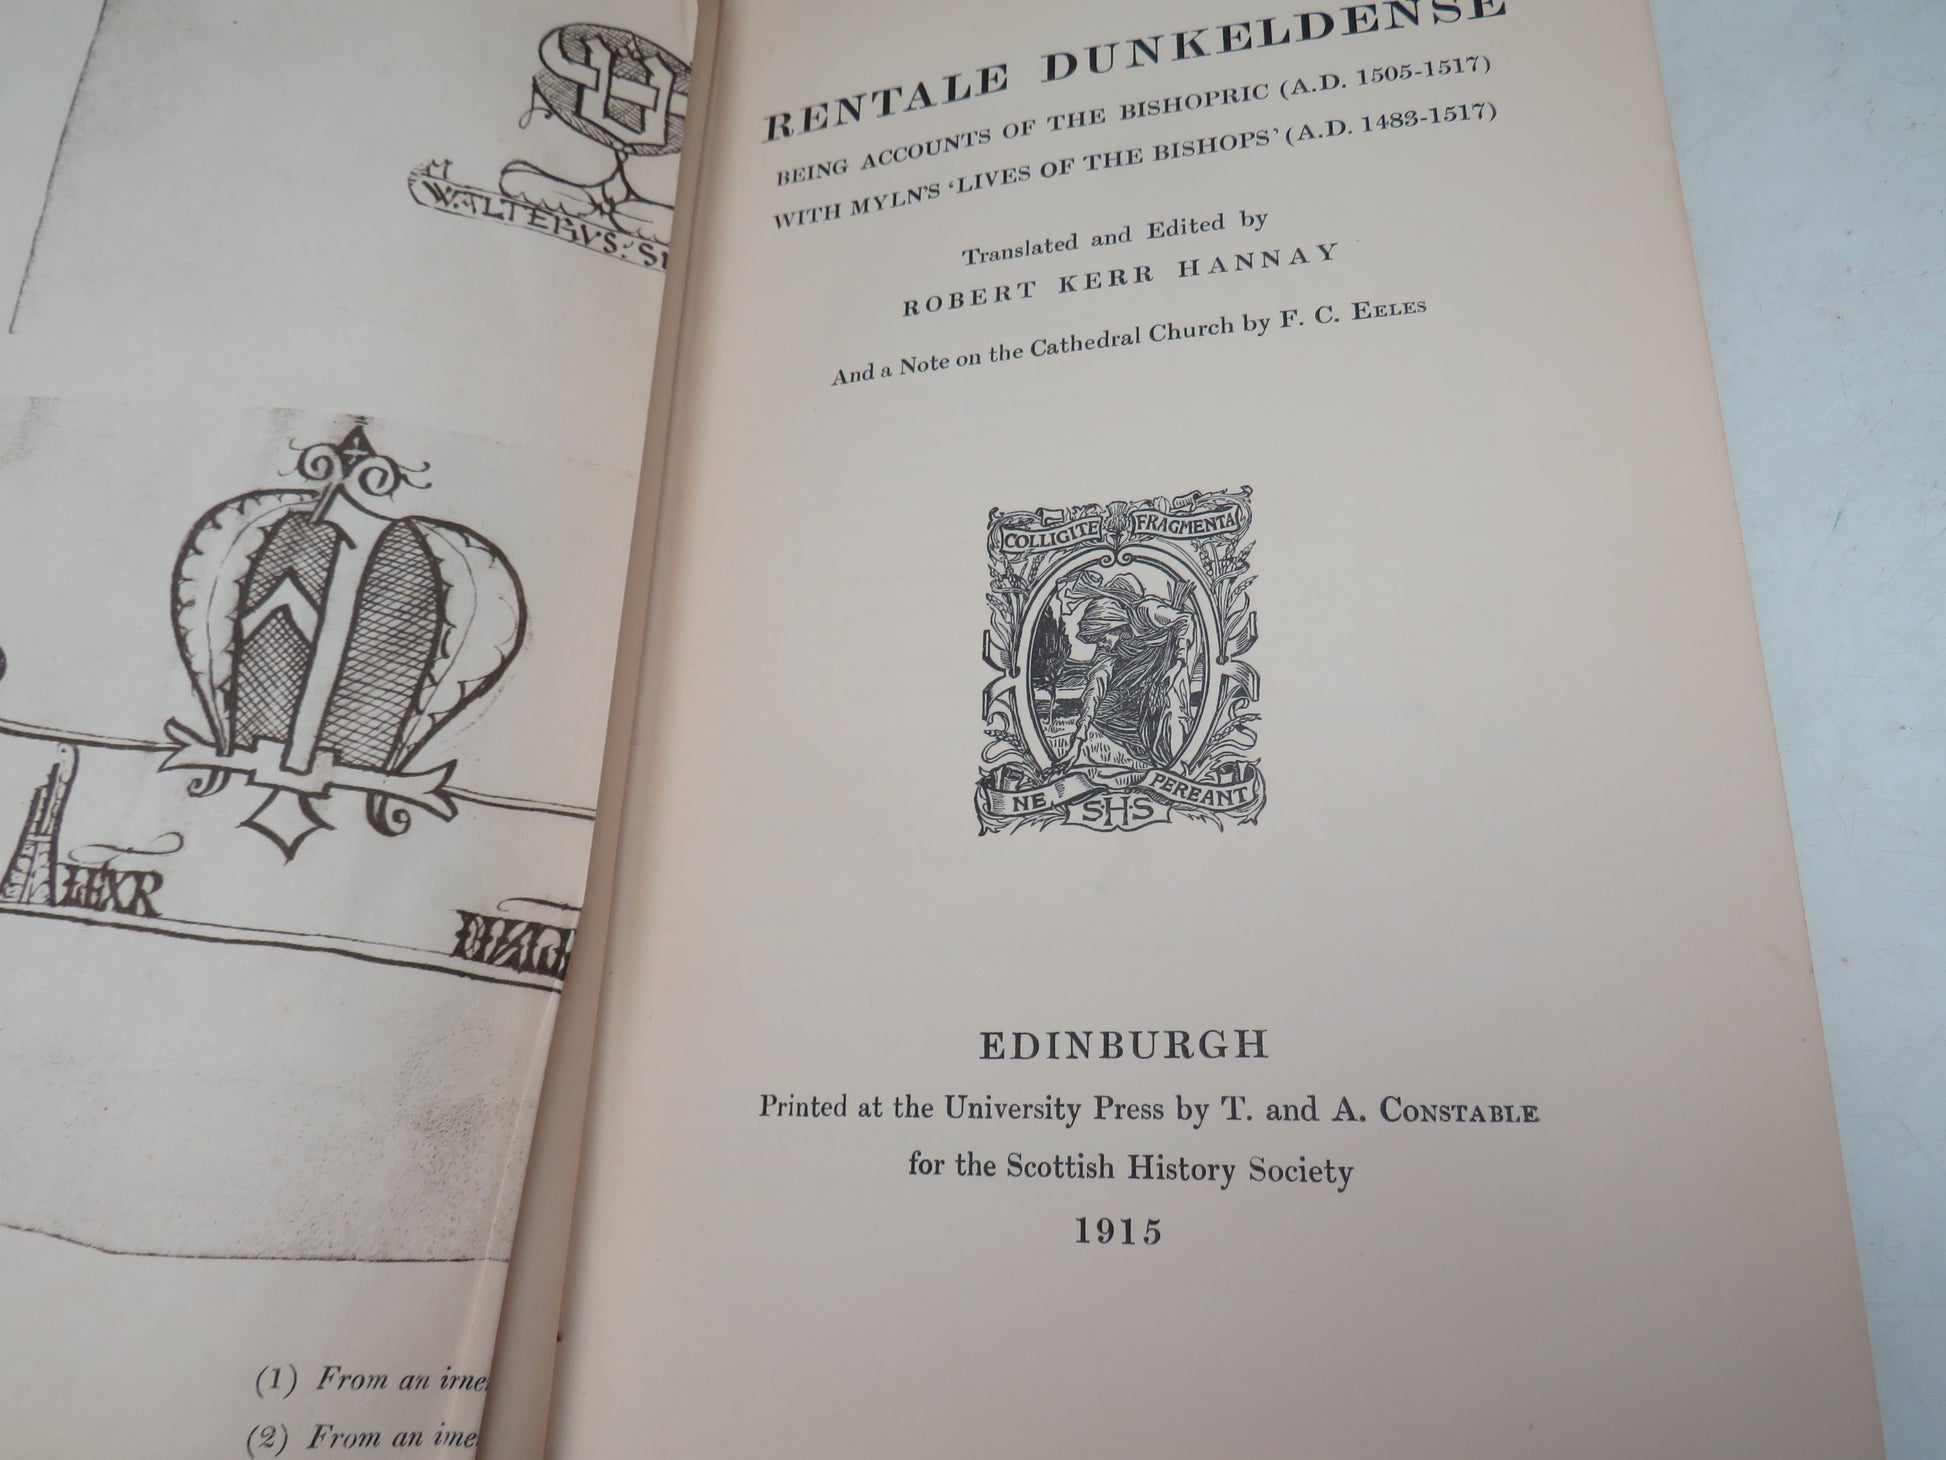 WALTERVS:
ALEXR
(1) From an
(2) From an
RENTALE DUNKELDENSE
BEING ACCOUNTS OF THE BISHOPRIC (A.D. 1505-1517)
WITH MYLN'S 'LIVES OF THE BISHOPS' (A.D. 1483-1517)
Translated and Edited by
ROBERT KERR HANNAY
And a Note on the Cathedral Church by F. C. EELES
COLLIGITE FRAGMENTA
NE PEREANT
S·H·S
EDINBURGH
Printed at the University Press by T. and A. CONSTABLE
for the Scottish History Society
1915